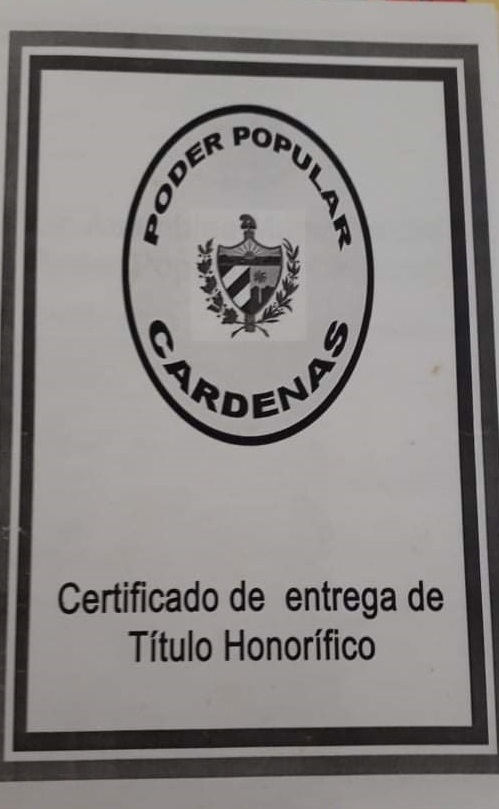 PODER POPULAR
CARDENAS
Certificado de entrega de
Título Honorífico